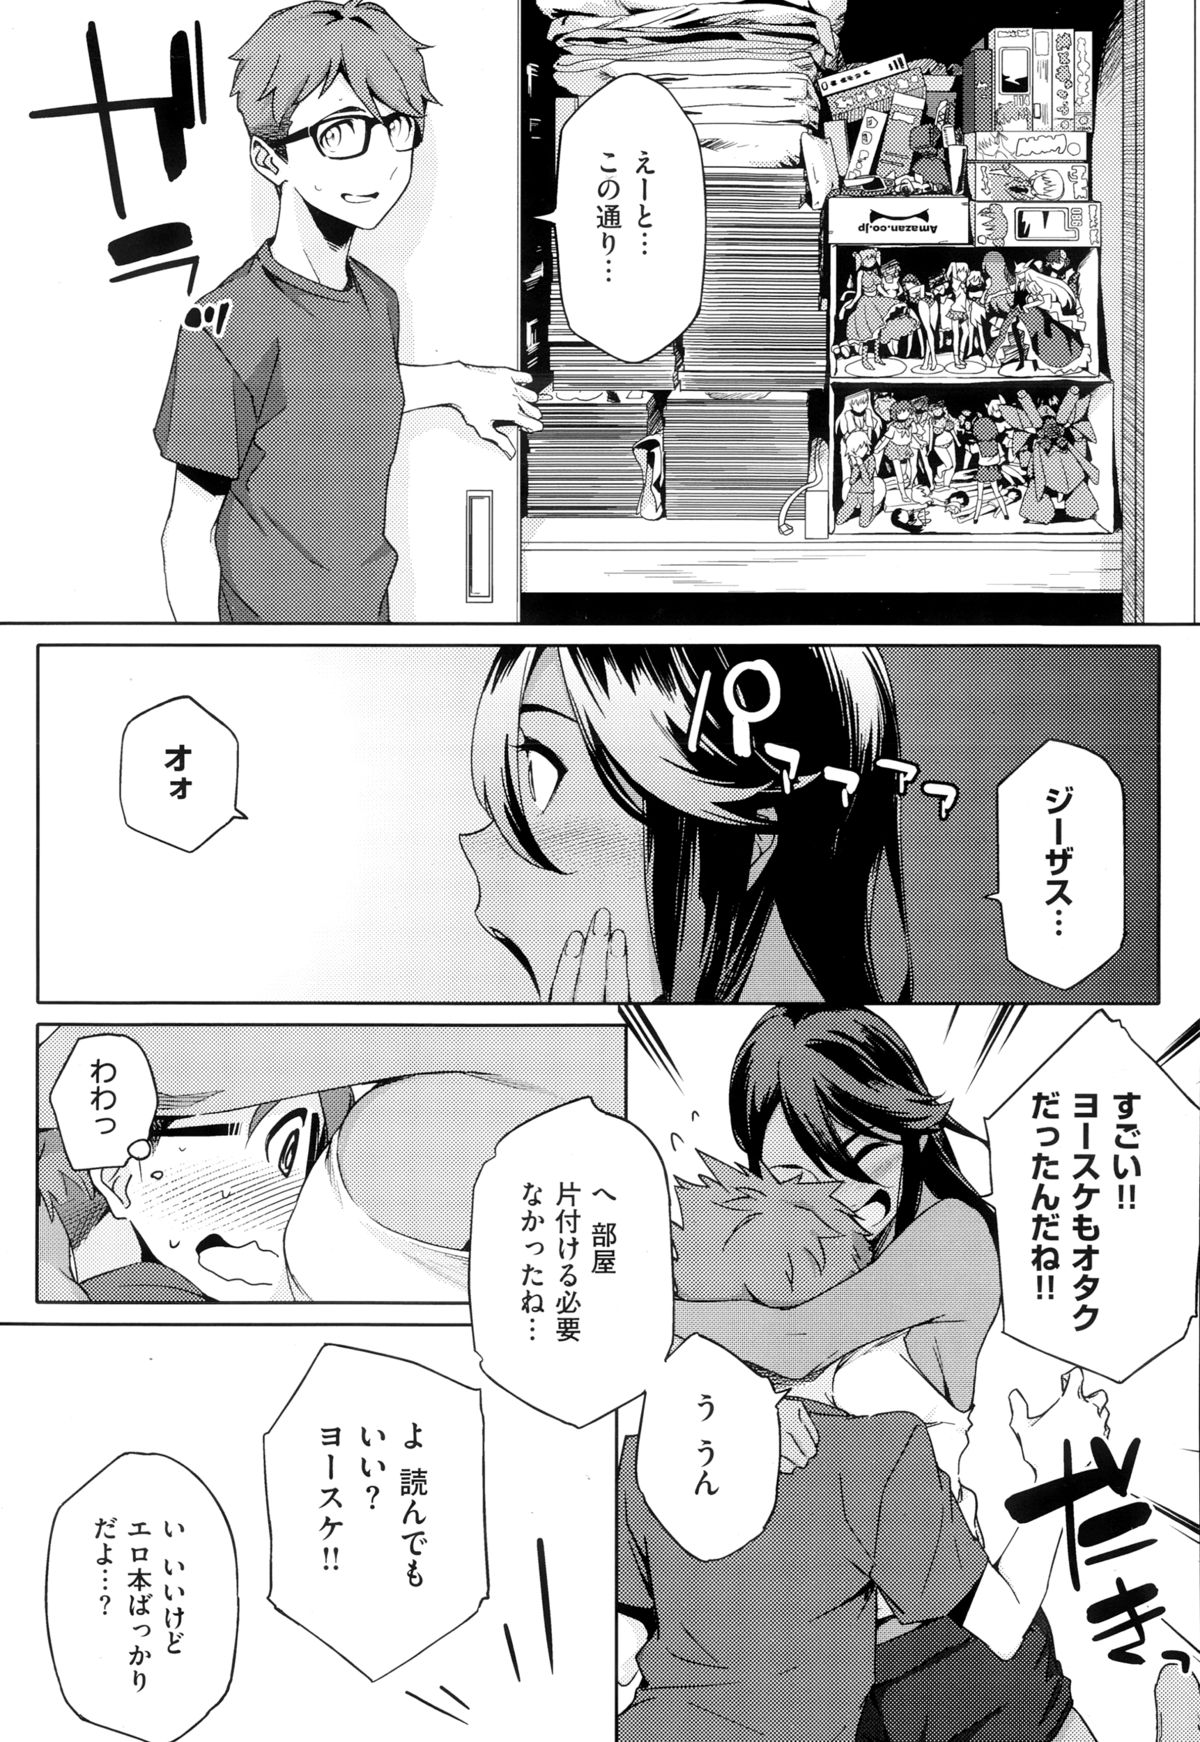 えーと…
この通り…
ガラッ
Amazan.co.jp
ジーザス…
パアアアア
オォ
すごい!!
ヨースケもオタク
だったんだね!!
う うん
だきっ
へ 部屋
片付ける必要
なかったね…
わわっ
よ 読んでも
いい?
ヨースケ!!
い いいけど
エロ本ばっかり
だよ…?